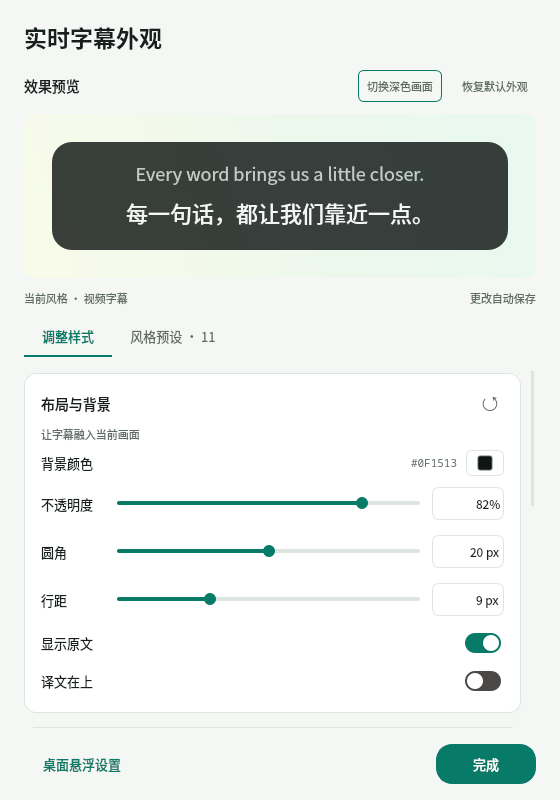 实时字幕外观
效果预览
切换深色画面
恢复默认外观
Every word brings us a little closer.
每一句话，都让我们靠近一点。
当前风格 · 视频字幕
更改自动保存
调整样式
风格预设 · 11
布局与背景
让字幕融入当前画面
背景颜色
#0F1513
不透明度
82%
圆角
20 px
行距
9 px
显示原文
译文在上
桌面悬浮设置
完成